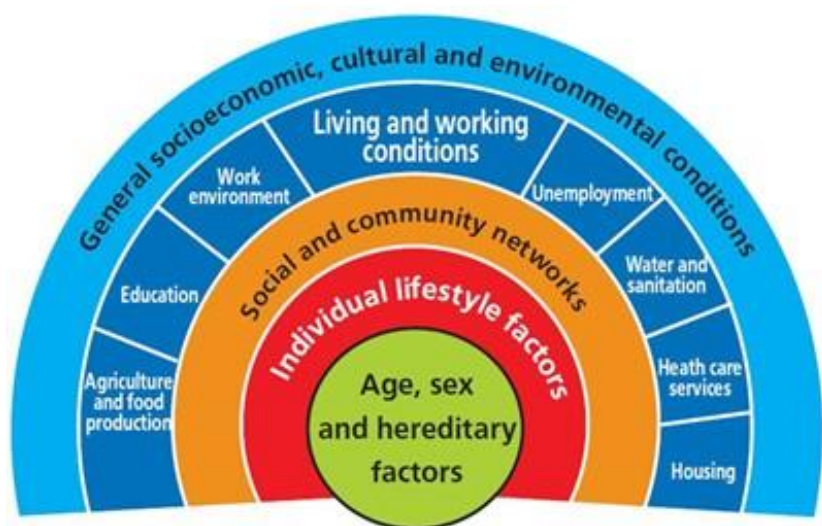 General socioeconomic, cultural and environmental conditions
Living and working
conditions
Work
environment
Unemployment
Education
Water and
sanitation
Agriculture
and food
production
Heath care
services
Housing
Social and community networks
Individual lifestyle factors
Age, sex
and hereditary
factors